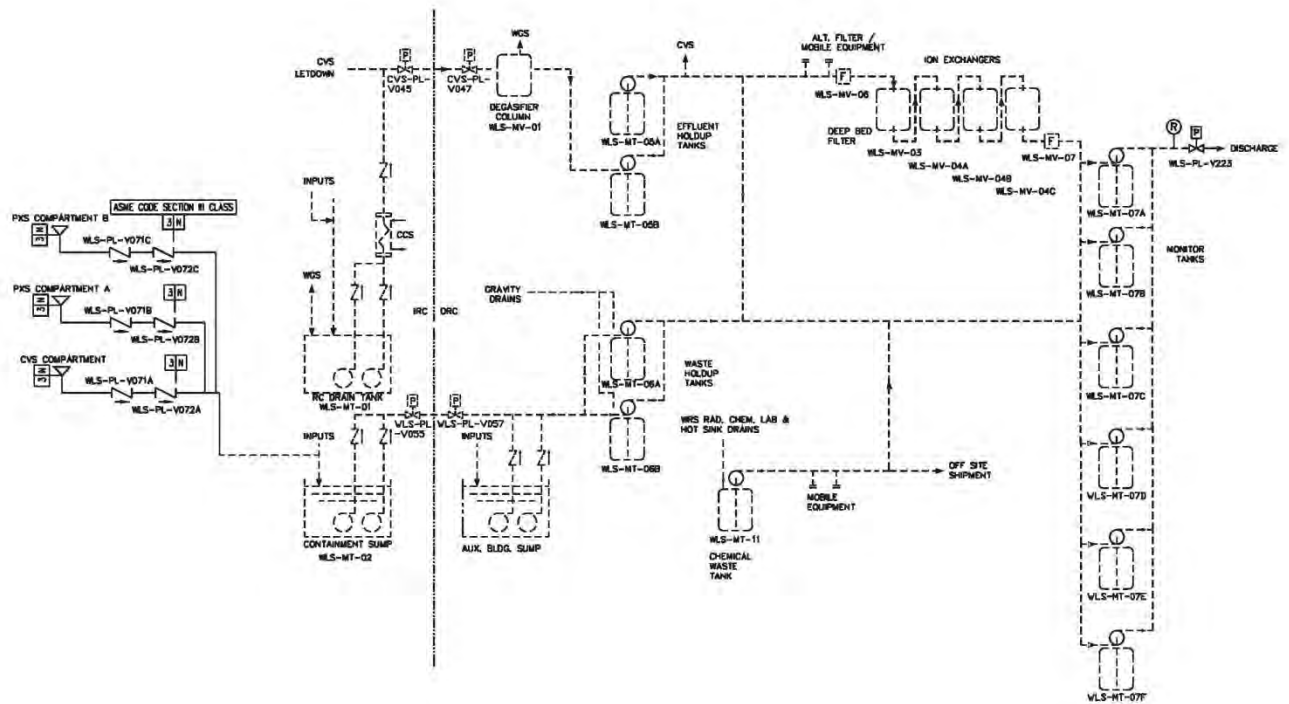 WGS
CVS
LETDOWN
P
CVS-PL-
V045
P
CVS-PL-
V047
DEGASIFIER
COLUMN
WLS-MV-01
CVS
ALT. FILTER /
MOBILE EQUIPMENT
F
WLS-MV-06
ION EXCHANGERS
DEEP BED
FILTER
WLS-MV-03
WLS-MV-04A
WLS-MV-04B
WLS-MV-04C
F
WLS-MV-07
R
P
DISCHARGE
WLS-PL-V223
WLS-MT-05A
EFFLUENT
HOLDUP
TANKS
WLS-MT-05B
INPUTS
CCS
WGS
IRC
ORC
RC DRAIN TANK
WLS-MT-01
ASME CODE SECTION III CLASS
PXS COMPARTMENT B
3 N
3 N
WLS-PL-V071C
WLS-PL-V072C
PXS COMPARTMENT A
3 N
3 N
WLS-PL-V071B
WLS-PL-V072B
CVS COMPARTMENT
3 N
3 N
WLS-PL-V071A
WLS-PL-V072A
GRAVITY
DRAINS
WLS-MT-06A
WASTE
HOLDUP
TANKS
WLS-MT-06B
P
WLS-PL
-V055
P
WLS-PL-V057
INPUTS
INPUTS
CONTAINMENT SUMP
WLS-MT-02
AUX. BLDG. SUMP
WRS RAD. CHEM. LAB &
HOT SINK DRAINS
WLS-MT-11
CHEMICAL
WASTE
TANK
MOBILE
EQUIPMENT
OFF SITE
SHIPMENT
WLS-MT-07A
MONITOR
TANKS
WLS-MT-07B
WLS-MT-07C
WLS-MT-07D
WLS-MT-07E
WLS-MT-07F